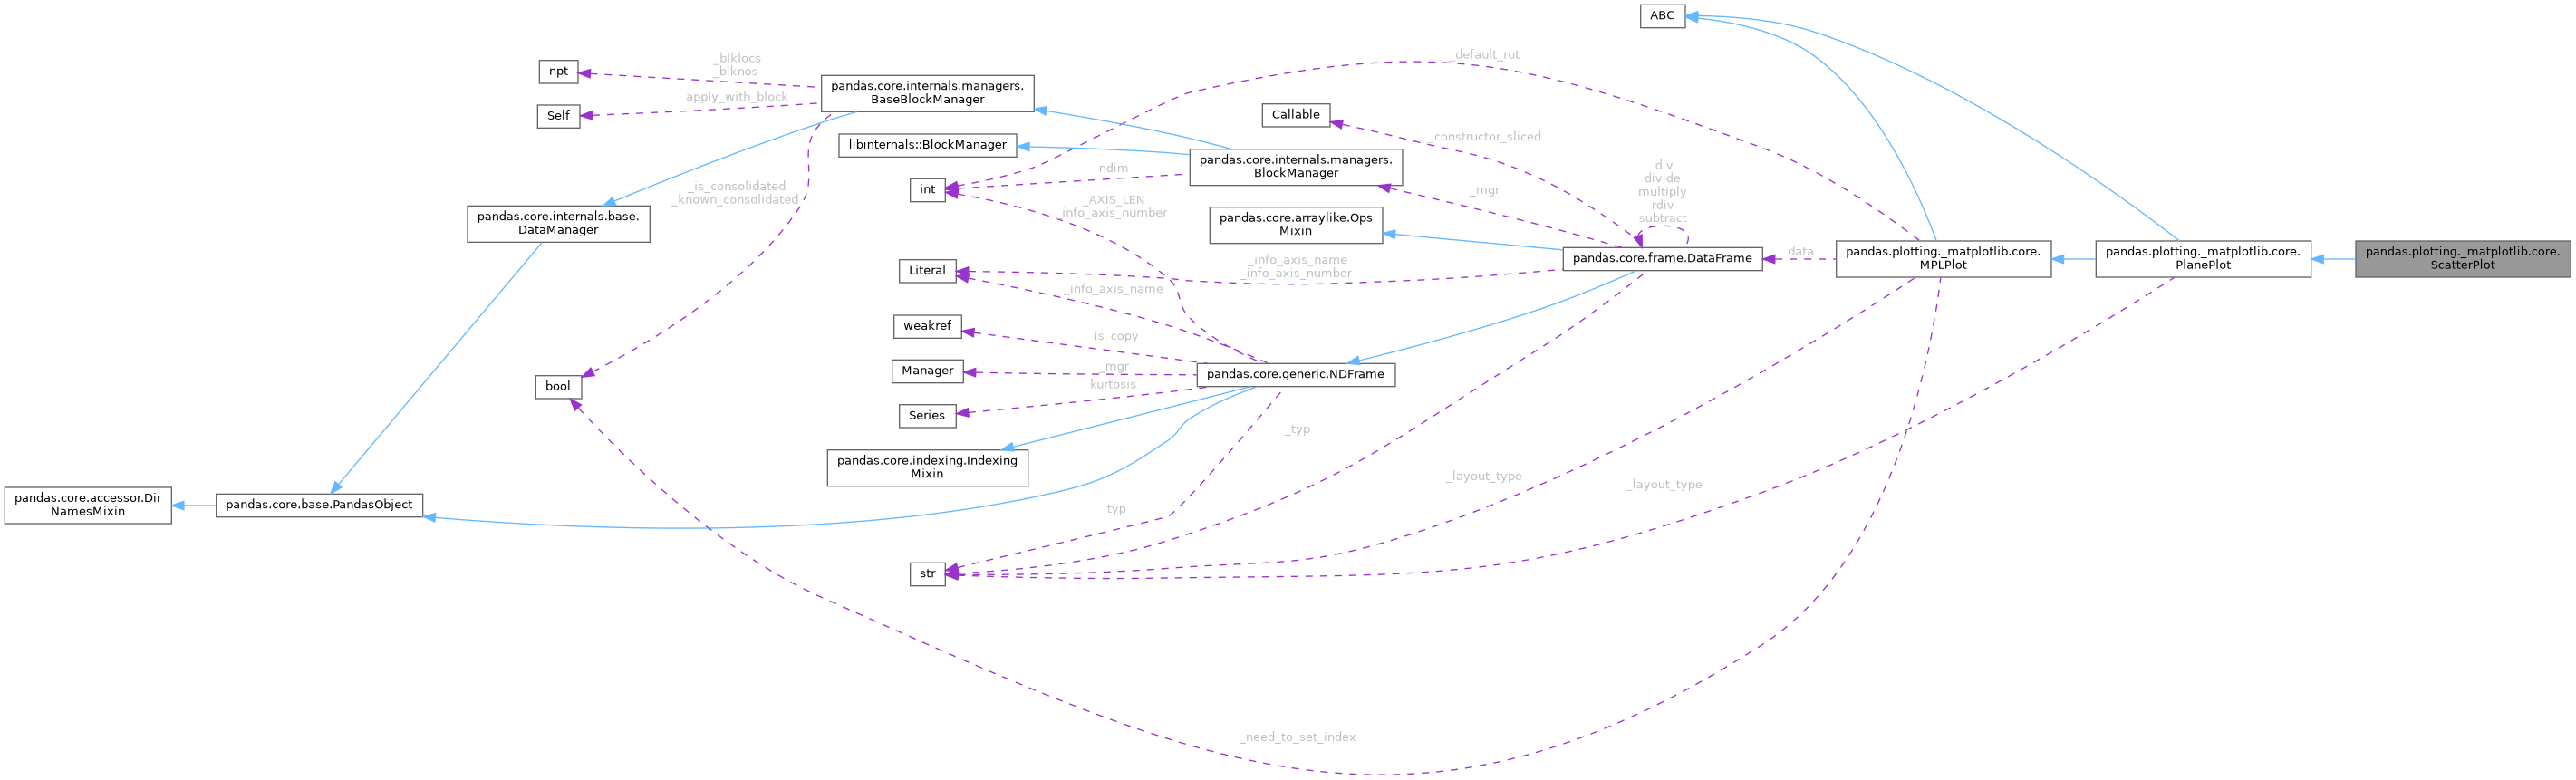 ABC
_default_rot
_blklocs
_blknos
npt
pandas.core.internals.managers.
BaseBlockManager
apply_with_block
Self
Callable
_constructor_sliced
libinternals::BlockManager
pandas.core.internals.managers.
BlockManager
ndim
int
div
divide
multiply
rdiv
subtract
_mgr
_is_consolidated
_known_consolidated
_AXIS_LEN
info_axis_number
pandas.core.internals.base.
DataManager
pandas.core.arraylike.Ops
Mixin
pandas.core.frame.DataFrame
data
pandas.plotting._matplotlib.core.
MPLPlot
pandas.plotting._matplotlib.core.
PlanePlot
pandas.plotting._matplotlib.core.
ScatterPlot
Literal
_info_axis_name
_info_axis_number
_info_axis_name
weakref
_is_copy
Manager
_mgr
pandas.core.generic.NDFrame
bool
kurtosis
Series
_typ
pandas.core.indexing.Indexing
Mixin
_layout_type
_layout_type
pandas.core.accessor.Dir
NamesMixin
pandas.core.base.PandasObject
_typ
str
_need_to_set_index